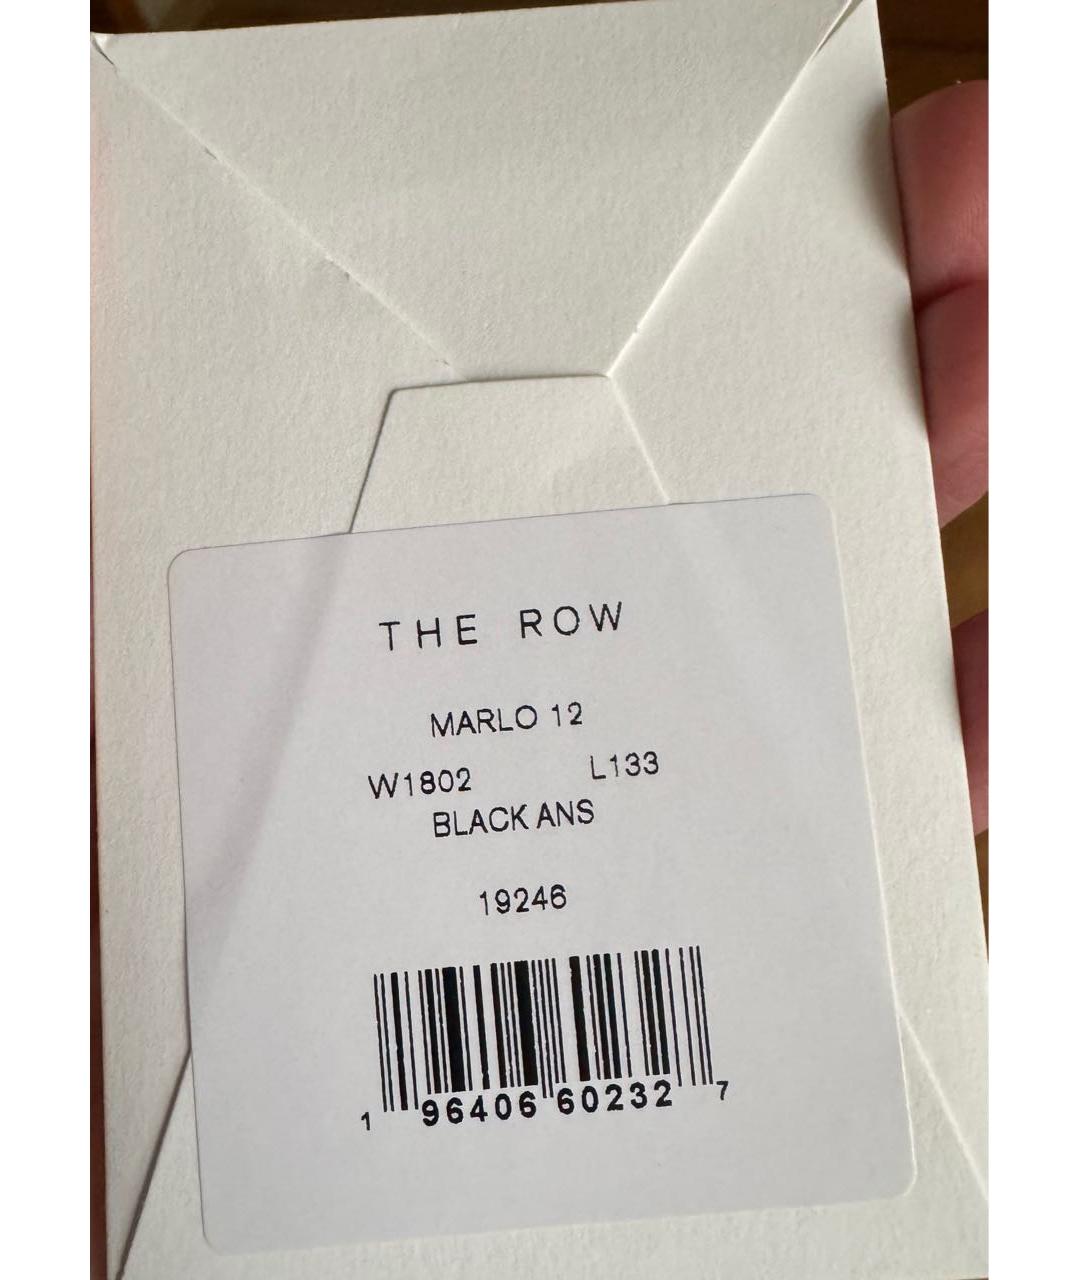 THE ROW
MARLO 12
W1802 L133
BLACK ANS
19246
1 96406 60232 7